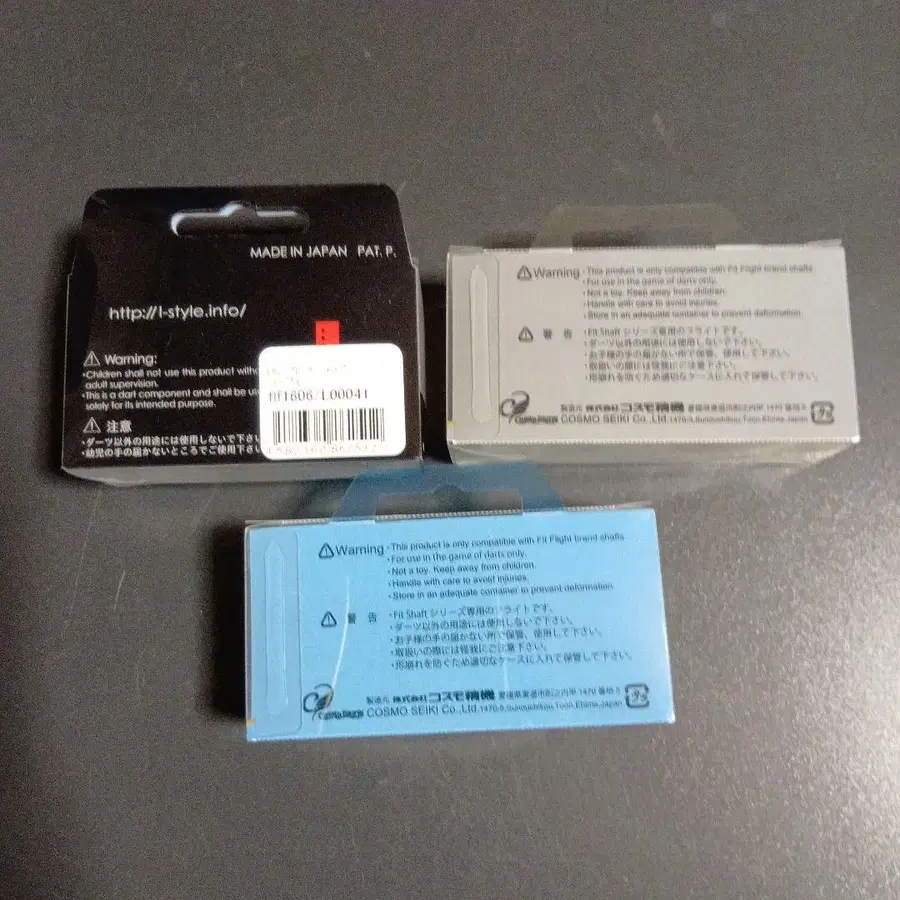 MADE IN JAPAN PAT. P.
http://l-style.info/
Warning:
•Children shall not use this product
adult supervision.
•This is a dart component and shall be
solely for its intended purpose.
注意
•ダーツ以外の用途には使用しないで下さい
•幼児の手の届かないところでご使用下さい
Warning
•This product is only compatible with Fit Flight brand shafts.
•For use in the game of darts only.
•Not a toy. Keep away from children.
•Handle with care to avoid injuries.
•Store in an adequate container to prevent deformation.
警告
•Fit Shaft シリーズ専用のフライトです。
•ダーツ以外の用途には使用しないで下さい。
•お子様の手の届かない所で保管、使用して下さい。
•取扱いの際には怪我にご注意下さい。
•形崩れを防ぐため適切なケースに入れて保管して下さい。
製造元 株式会社コスモ精機
COSMO SEIKI Co.,Ltd.
Warning
•This product is only compatible with Fit Flight brand shafts.
•For use in the game of darts only.
•Not a toy. Keep away from children.
•Handle with care to avoid injuries.
•Store in an adequate container to prevent deformation.
警告
•Fit Shaft シリーズ専用のフライトです。
•ダーツ以外の用途には使用しないで下さい。
•お子様の手の届かない所で保管、使用して下さい。
•取扱いの際には怪我にご注意下さい。
•形崩れを防ぐため適切なケースに入れて保管して下さい。
製造元 株式会社コスモ精機
COSMO SEIKI Co.,Ltd.